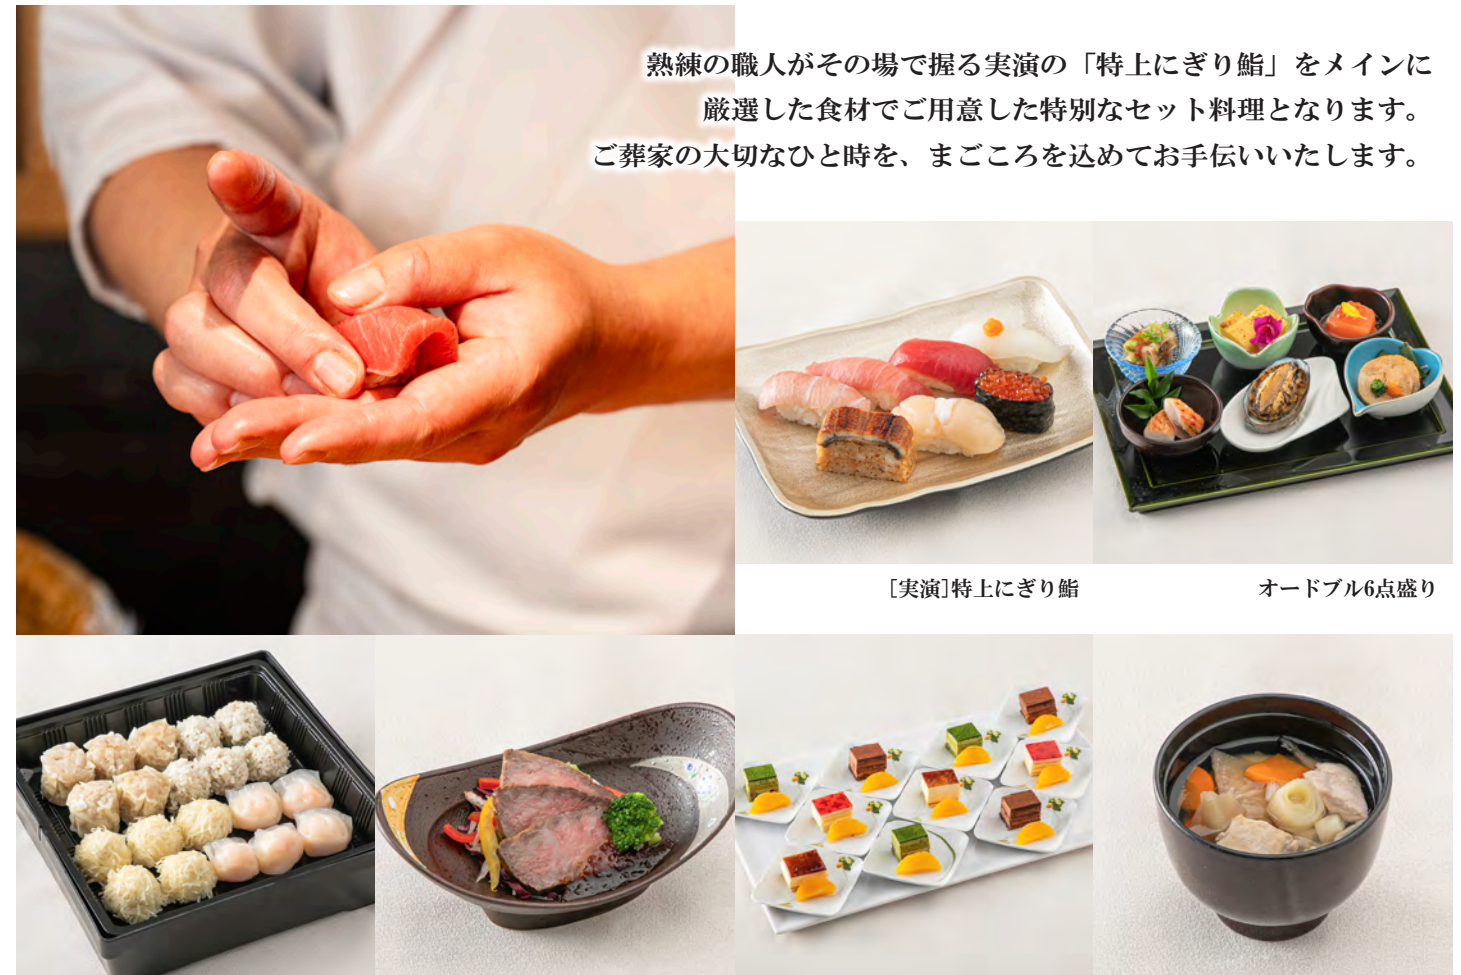 熟練の職人がその場で握る実演の「特上にぎり鮨」をメインに
厳選した食材でご用意した特別なセット料理となります。
ご葬家の大切なひと時を、まごころを込めてお手伝いいたします。
[実演]特上にぎり鮨
オードブル6点盛り